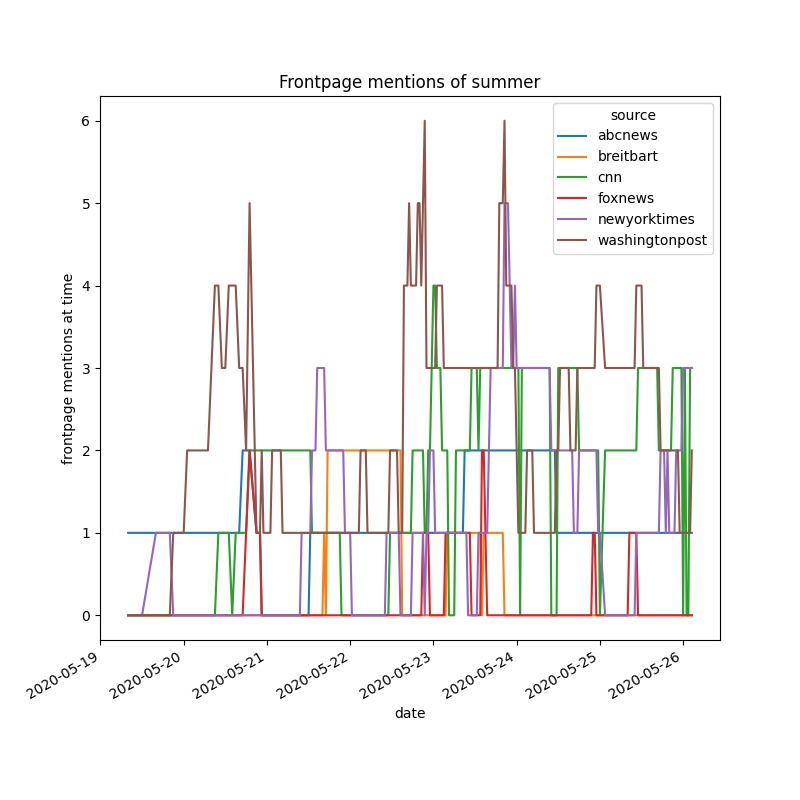 Frontpage mentions of summer
source
abcnews
breitbart
cnn
foxnews
newyorktimes
washingtonpost
frontpage mentions at time
6
5
4
3
2
1
0
2020-05-19
2020-05-20
2020-05-21
2020-05-22
2020-05-23
2020-05-24
2020-05-25
2020-05-26
date